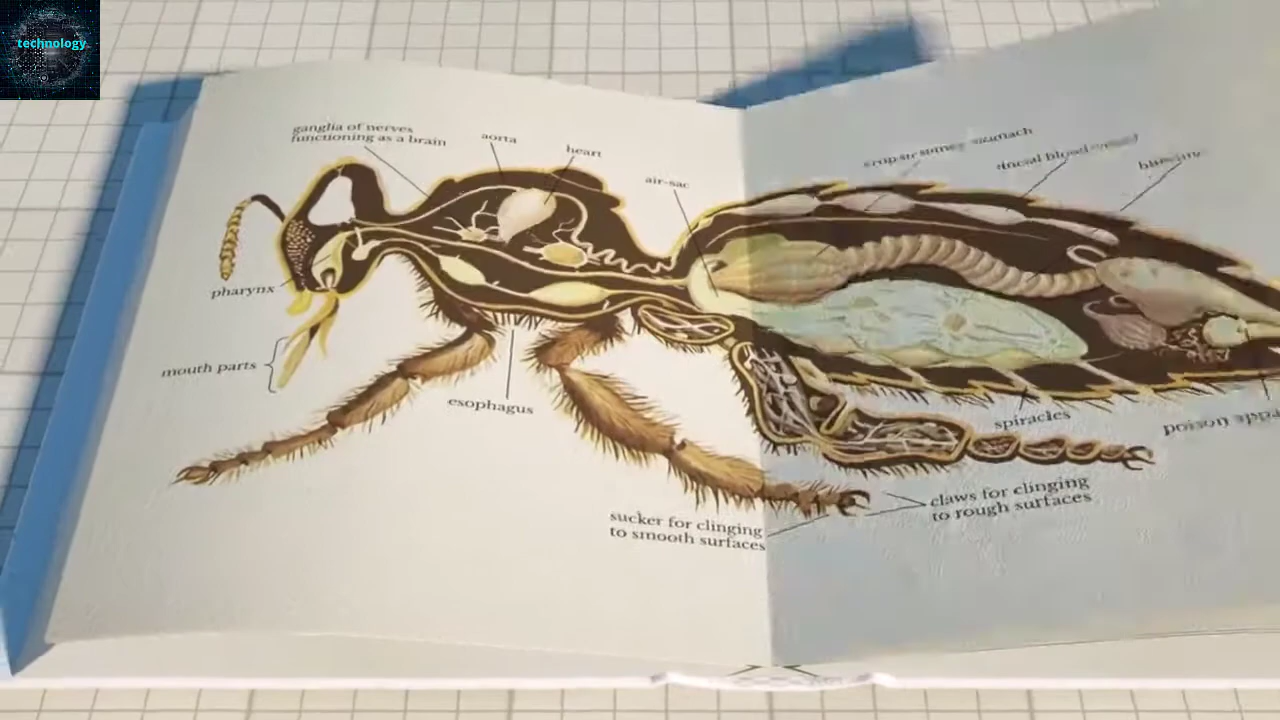 technology
ganglia of nerves
functioning as a brain
aorta
heart
air-sac
pharynx
mouth parts
esophagus
spiracles
poison
claws for clinging
to rough surfaces
sucker for clinging
to smooth surfaces